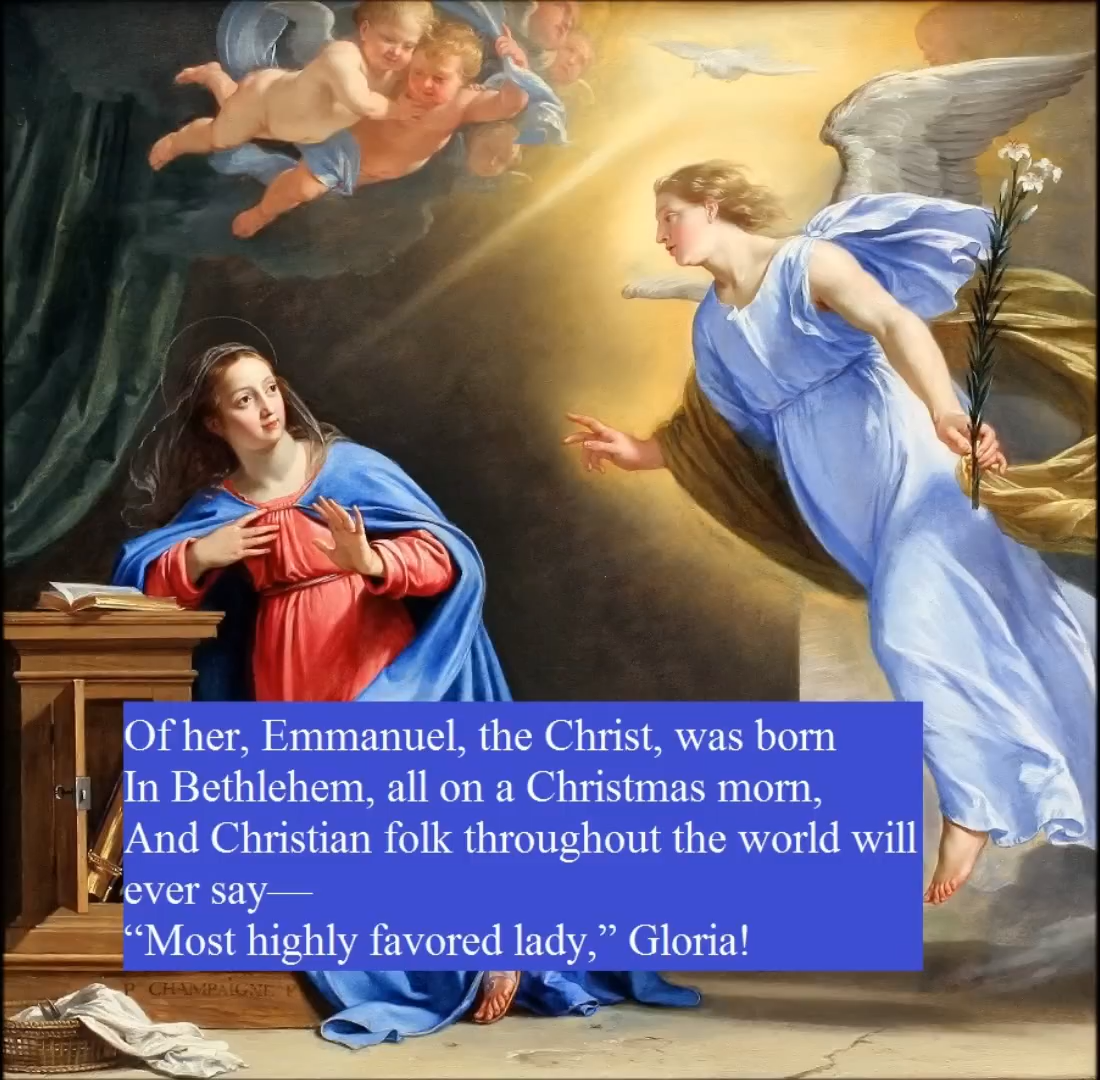 Of her, Emmanuel, the Christ, was born
In Bethlehem, all on a Christmas morn,
And Christian folk throughout the world will
ever say—
“Most highly favored lady,” Gloria!
P CHAMPAIGNE F